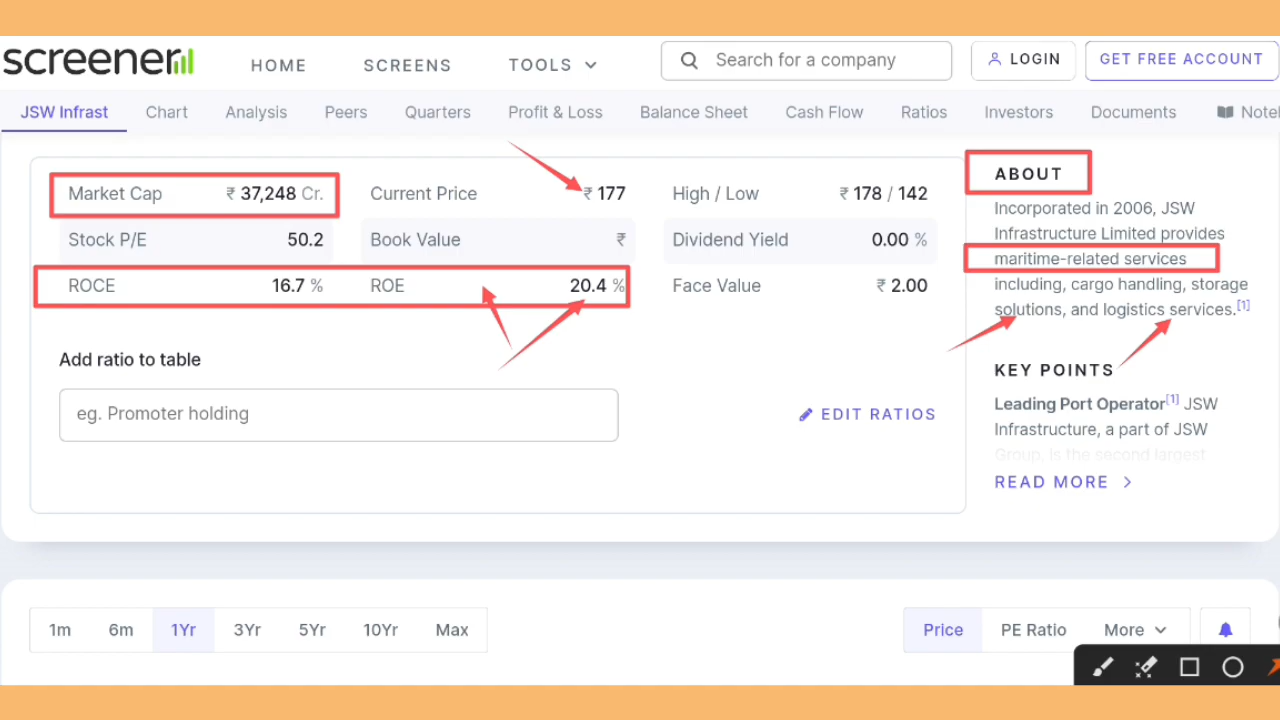 screener
HOME SCREENS TOOLS
Search for a company
LOGIN
GET FREE ACCOUNT
JSW Infrast Chart Analysis Peers Quarters Profit & Loss Balance Sheet Cash Flow Ratios Investors Documents
Market Cap ₹ 37,248 Cr. Current Price ₹ 177 High / Low ₹ 178 / 142
Stock P/E 50.2 Book Value ₹ Dividend Yield 0.00 %
ROCE 16.7 % ROE 20.4 % Face Value ₹ 2.00
Add ratio to table
eg. Promoter holding
EDIT RATIOS
ABOUT
Incorporated in 2006, JSW
Infrastructure Limited provides
maritime-related services
including, cargo handling, storage
solutions, and logistics services.[1]
KEY POINTS
Leading Port Operator[1] JSW
Infrastructure, a part of JSW
Group, is the second largest
READ MORE
1m 6m 1Yr 3Yr 5Yr 10Yr Max
Price PE Ratio More